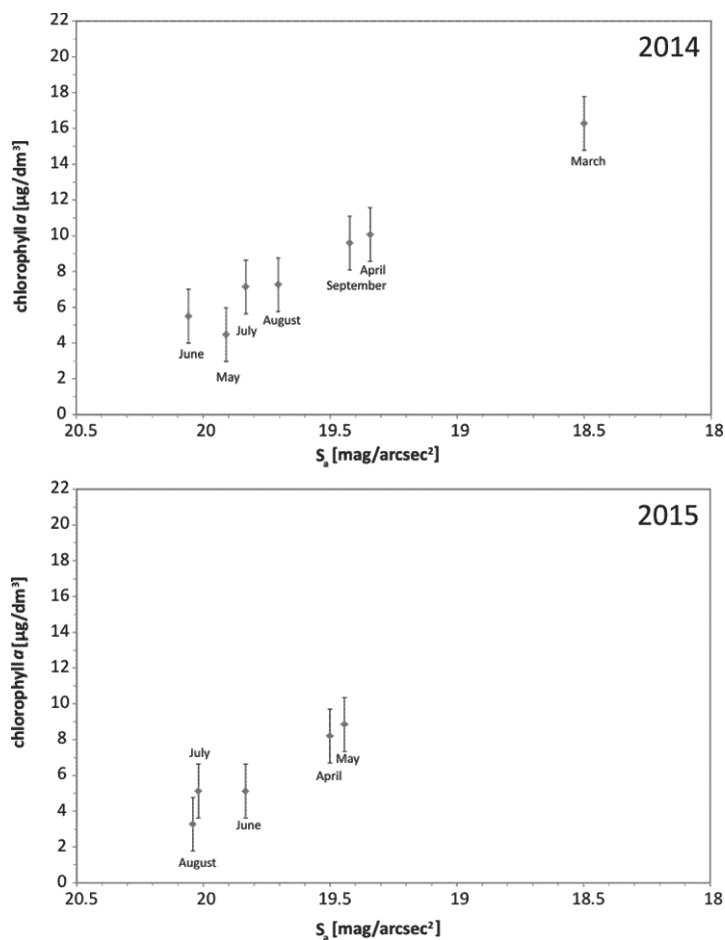 2014
22
20
18
16
14
12
10
8
6
4
2
0
chlorophyll a [µg/dm³]
March
April
September
August
July
June
May
20.5
20
19.5
19
18.5
18
Sa [mag/arcsec²]
2015
22
20
18
16
14
12
10
8
6
4
2
0
chlorophyll a [µg/dm³]
July
May
April
June
August
20.5
20
19.5
19
18.5
18
Sa [mag/arcsec²]